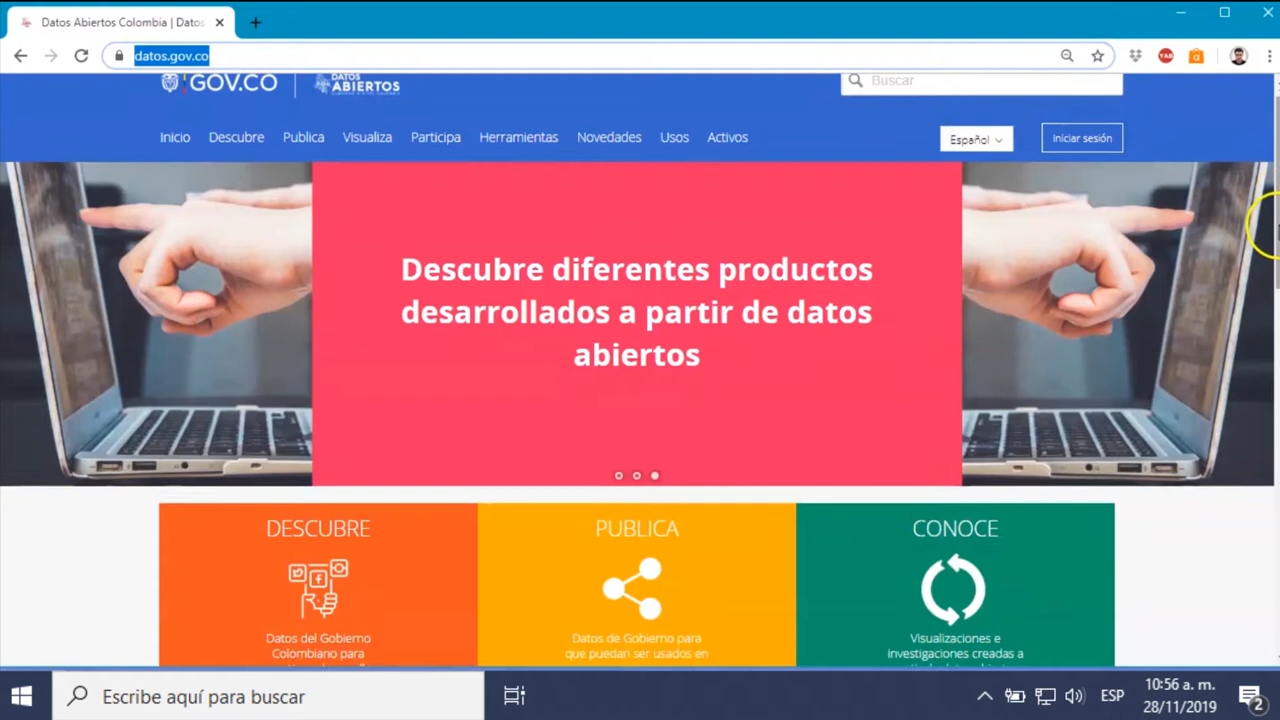 Datos Abiertos Colombia | Datos
datos.gov.co
GOV.CO
DATOS
ABIERTOS
Buscar
Inicio Descubre Publica Visualiza Participa Herramientas Novedades Usos Activos
Español
Iniciar sesión
Descubre diferentes productos
desarrollados a partir de datos
abiertos
DESCUBRE
Datos del Gobierno
Colombiano para
PUBLICA
Datos de Gobierno para
que puedan ser usados en
CONOCE
Visualizaciones e
investigaciones creadas a
Escribe aquí para buscar
ESP
10:56 a. m.
28/11/2019
2